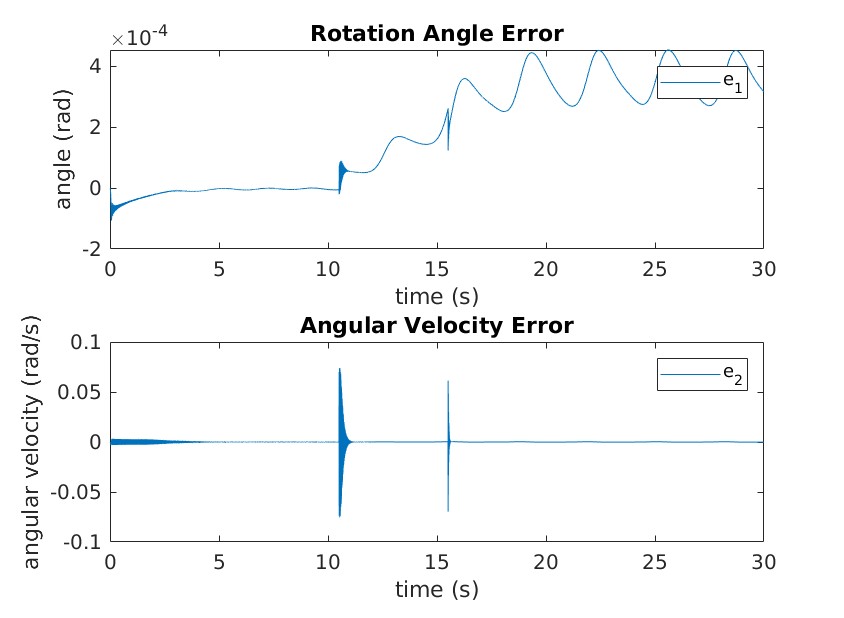 ×10⁻⁴
Rotation Angle Error
angle (rad)
4
2
0
-2
e₁
0 5 10 15 20 25 30
time (s)
Angular Velocity Error
angular velocity (rad/s)
0.1
0.05
0
-0.05
-0.1
e₂
0 5 10 15 20 25 30
time (s)